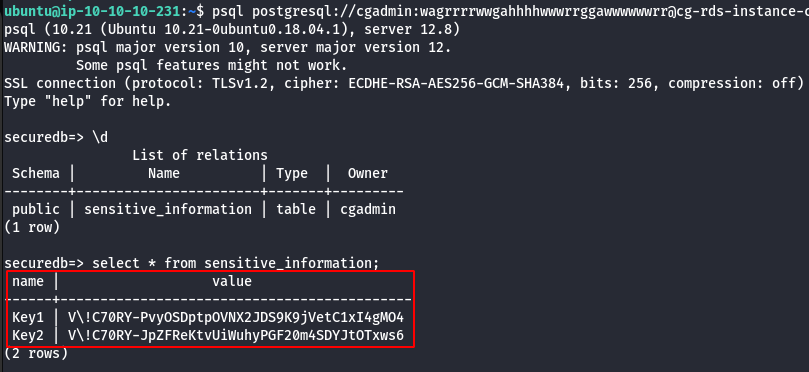 ubuntu@ip-10-10-10-231:~$ psql postgresql://cgadmin:wagrrrrwwgahhhhwwwrrggawwwwwwrr@cg-rds-instance-c
psql (10.21 (Ubuntu 10.21-0ubuntu0.18.04.1), server 12.8)
WARNING: psql major version 10, server major version 12.
         Some psql features might not work.
SSL connection (protocol: TLSv1.2, cipher: ECDHE-RSA-AES256-GCM-SHA384, bits: 256, compression: off)
Type "help" for help.
securedb=> \d
               List of relations
 Schema |         Name          | Type  |  Owner
--------+-----------------------+-------+---------
 public | sensitive_information | table | cgadmin
(1 row)
securedb=> select * from sensitive_information;
 name |                  value
------+------------------------------------------
 Key1 | V\!C70RY-PvyOSDptpOVNX2JDS9K9jVetC1xI4gMO4
 Key2 | V\!C70RY-JpZFReKtvUiWuhyPGF20m4SDYJtOTxws6
(2 rows)